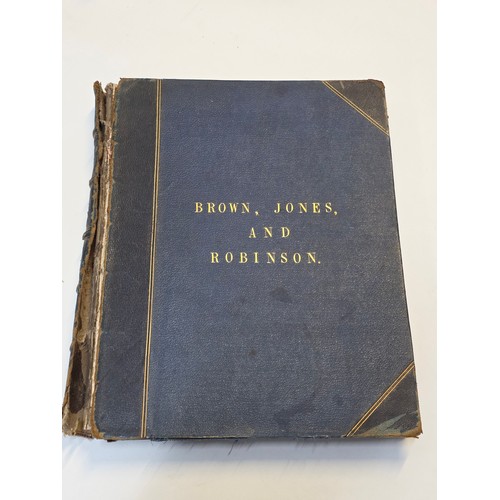 BROWN, JONES,
AND
ROBINSON.